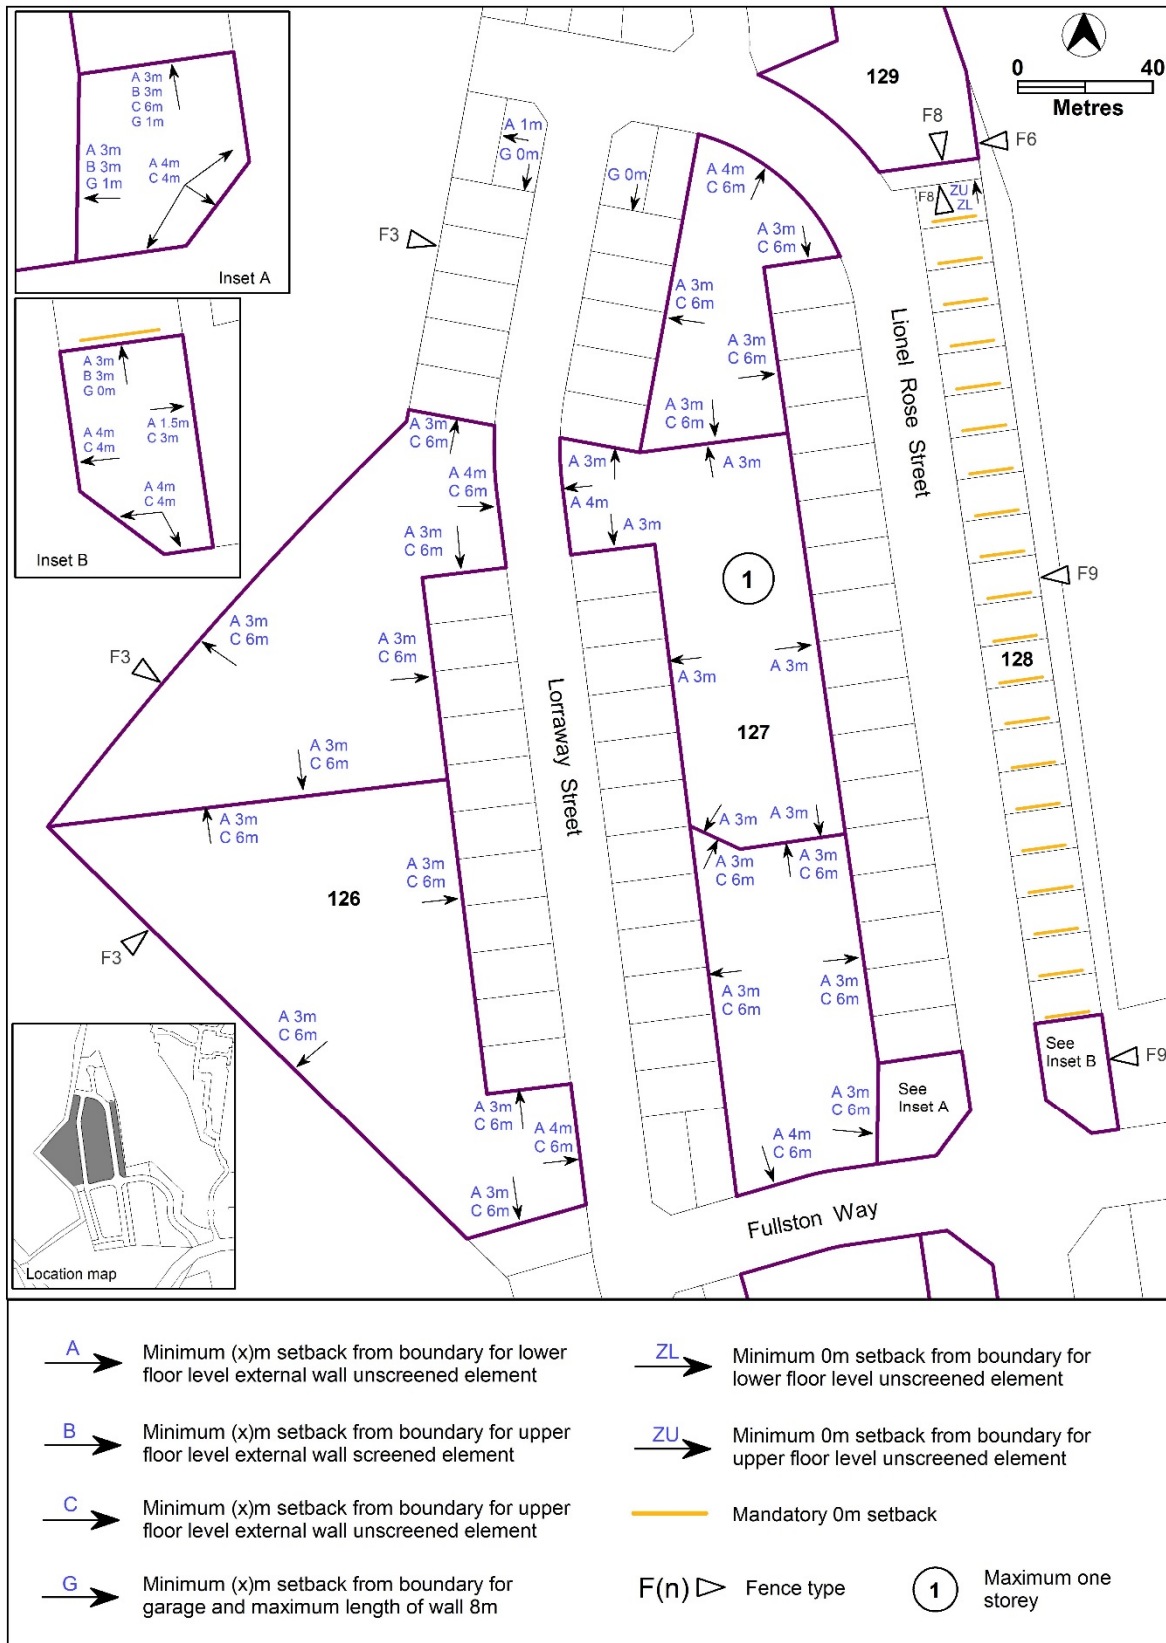 A 3m
B 3m
C 6m
G 1m
A 3m
B 3m
G 1m
A 4m
C 4m
Inset A
A 3m
B 3m
G 0m
A 1.5m
C 3m
A 4m
C 4m
A 4m
C 4m
Inset B
0 40
Metres
129
F8
F6
F8
ZU
ZL
A 1m
G 0m
G 0m
F3
A 4m
C 6m
A 3m
C 6m
A 3m
C 6m
A 3m
C 6m
A 3m
C 6m
A 3m
C 6m
A 3m
A 3m
A 4m
C 6m
A 4m
A 3m
A 3m
C 6m
Lionel Rose Street
1
F9
A 3m
C 6m
F3
A 3m
C 6m
A 3m
A 3m
128
Lorraway Street
127
A 3m
C 6m
A 3m
C 6m
A 3m
A 3m
A 3m
C 6m
A 3m
C 6m
A 3m
C 6m
126
F3
A 3m
C 6m
A 3m
C 6m
A 3m
C 6m
See
Inset B
F9
See
Inset A
A 3m
C 6m
A 3m
C 6m
A 4m
C 6m
A 4m
C 6m
A 3m
C 6m
Fullston Way
Location map
A
Minimum (x)m setback from boundary for lower
floor level external wall unscreened element
B
Minimum (x)m setback from boundary for upper
floor level external wall screened element
C
Minimum (x)m setback from boundary for upper
floor level external wall unscreened element
G
Minimum (x)m setback from boundary for
garage and maximum length of wall 8m
ZL
Minimum 0m setback from boundary for
lower floor level unscreened element
ZU
Minimum 0m setback from boundary for
upper floor level unscreened element
Mandatory 0m setback
F(n)
Fence type
1
Maximum one
storey